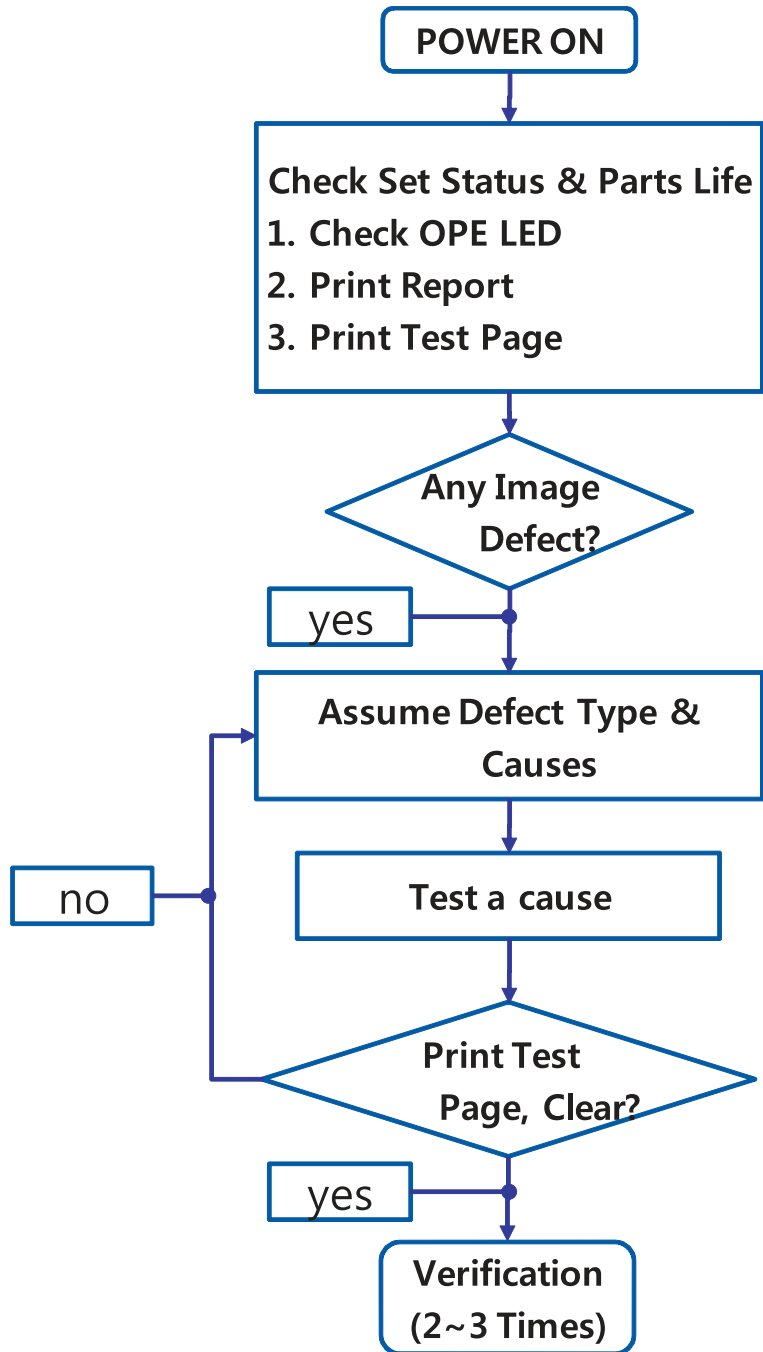 POWER ON
Check Set Status & Parts Life
1. Check OPE LED
2. Print Report
3. Print Test Page
Any Image
Defect?
yes
Assume Defect Type &
Causes
Test a cause
no
Print Test
Page, Clear?
yes
Verification
(2~3 Times)